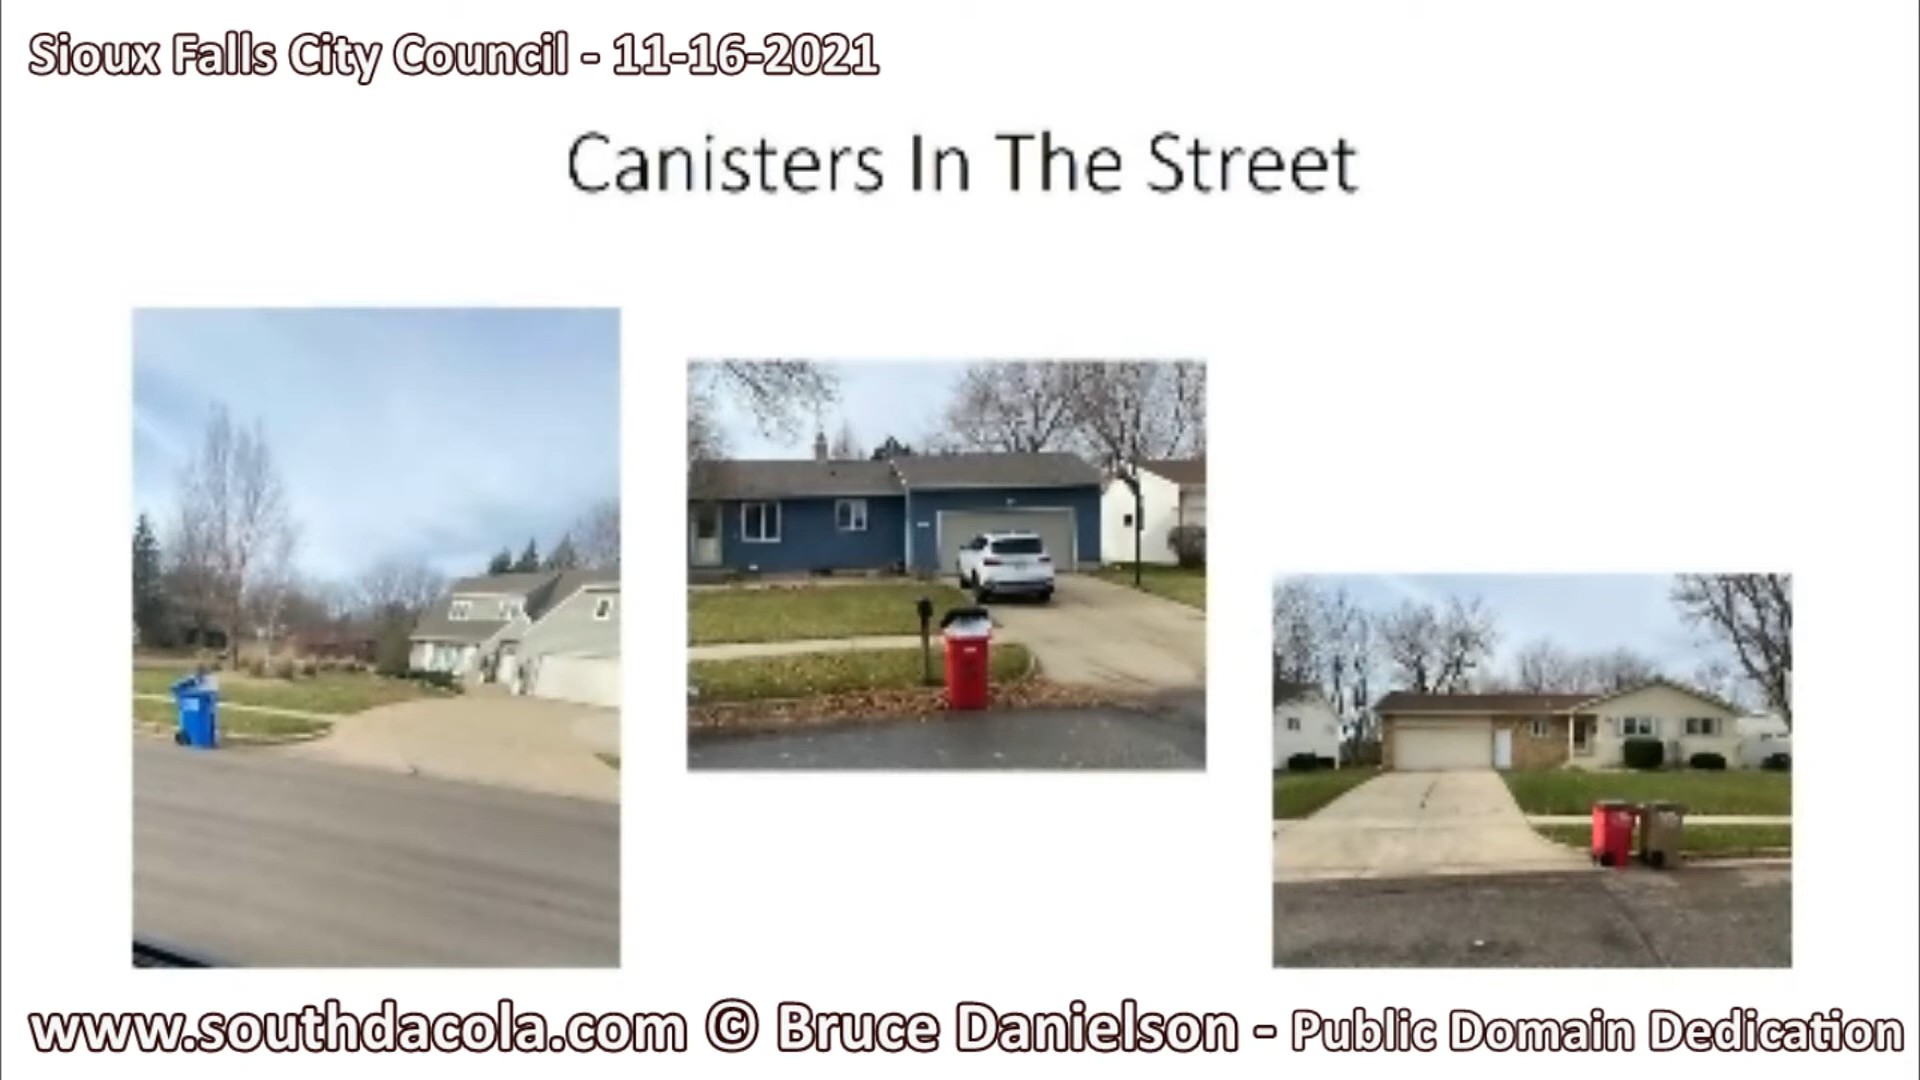 Sioux Falls City Council - 11-16-2021
Canisters In The Street
www.southdacola.com © Bruce Danielson - Public Domain Dedication